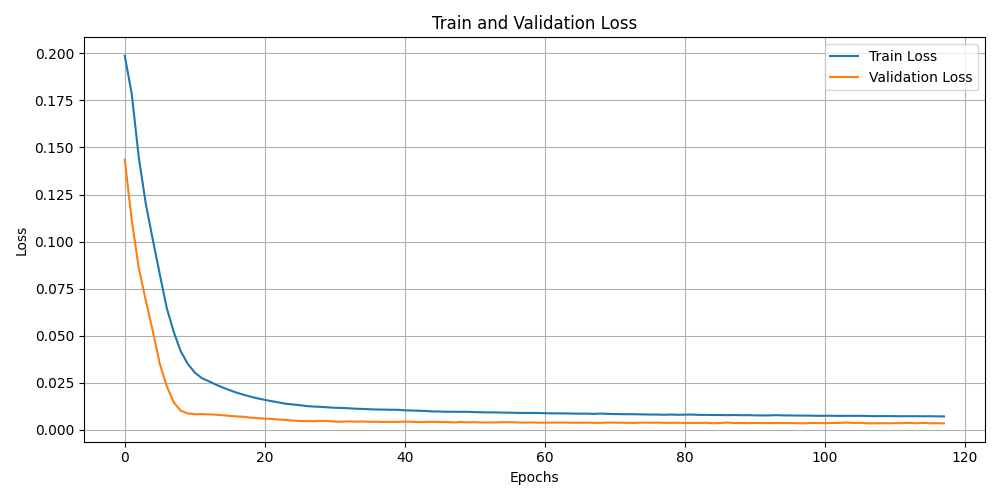 Train and Validation Loss
Train Loss
Validation Loss
0.200
0.175
0.150
0.125
0.100
0.075
0.050
0.025
0.000
Loss
0 20 40 60 80 100 120
Epochs